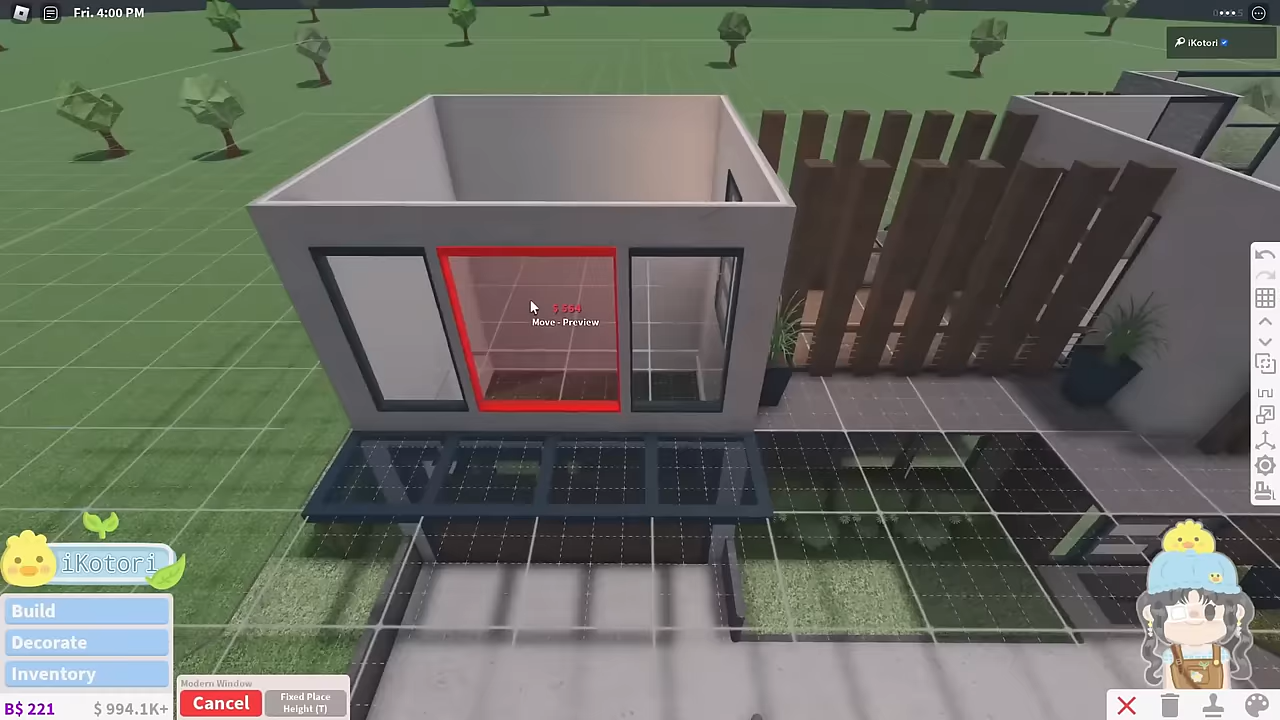 Fri. 4:00 PM
iKotori
$ 564
Move - Preview
iKotori
Build
Decorate
Inventory
B$ 221
$ 994.1K+
Modern Window
Cancel
Fixed Place
Height (T)